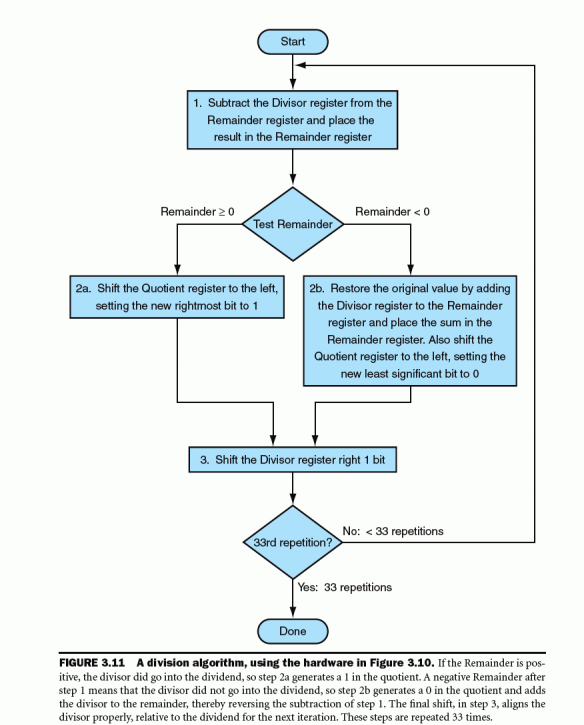 Start
1. Subtract the Divisor register from the
Remainder register and place the
result in the Remainder register
Remainder ≥ 0
Remainder < 0
Test Remainder
2a. Shift the Quotient register to the left,
setting the new rightmost bit to 1
2b. Restore the original value by adding
the Divisor register to the Remainder
register and place the sum in the
Remainder register. Also shift the
Quotient register to the left, setting the
new least significant bit to 0
3. Shift the Divisor register right 1 bit
No: < 33 repetitions
33rd repetition?
Yes: 33 repetitions
Done
FIGURE 3.11 A division algorithm, using the hardware in Figure 3.10. If the Remainder is pos-
itive, the divisor did go into the dividend, so step 2a generates a 1 in the quotient. A negative Remainder after
step 1 means that the divisor did not go into the dividend, so step 2b generates a 0 in the quotient and adds
the divisor to the remainder, thereby reversing the subtraction of step 1. The final shift, in step 3, aligns the
divisor properly, relative to the dividend for the next iteration. These steps are repeated 33 times.